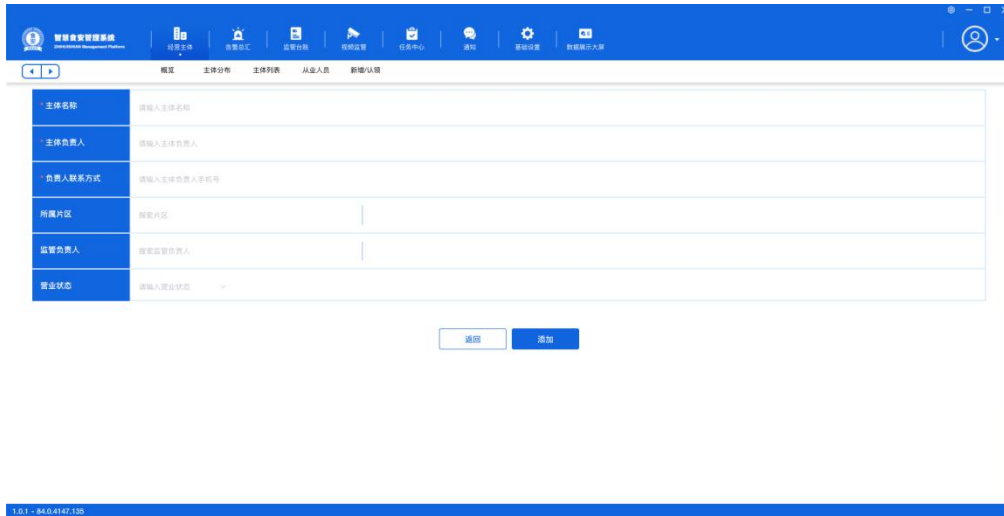 智慧食安管理系统
ZHIHUISHIAN Management Platform
经营主体
告警总汇
监管台账
视频监管
任务中心
通知
基础设置
数据展示大屏
概览
主体分布
主体列表
从业人员
新增/认领
*主体名称
请输入主体名称
*主体负责人
请输入主体负责人
*负责人联系方式
请输入主体负责人手机号
所属片区
搜索片区
监管负责人
搜索监管负责人
营业状态
请输入营业状态
返回
添加
1.0.1 - 84.0.4147.135